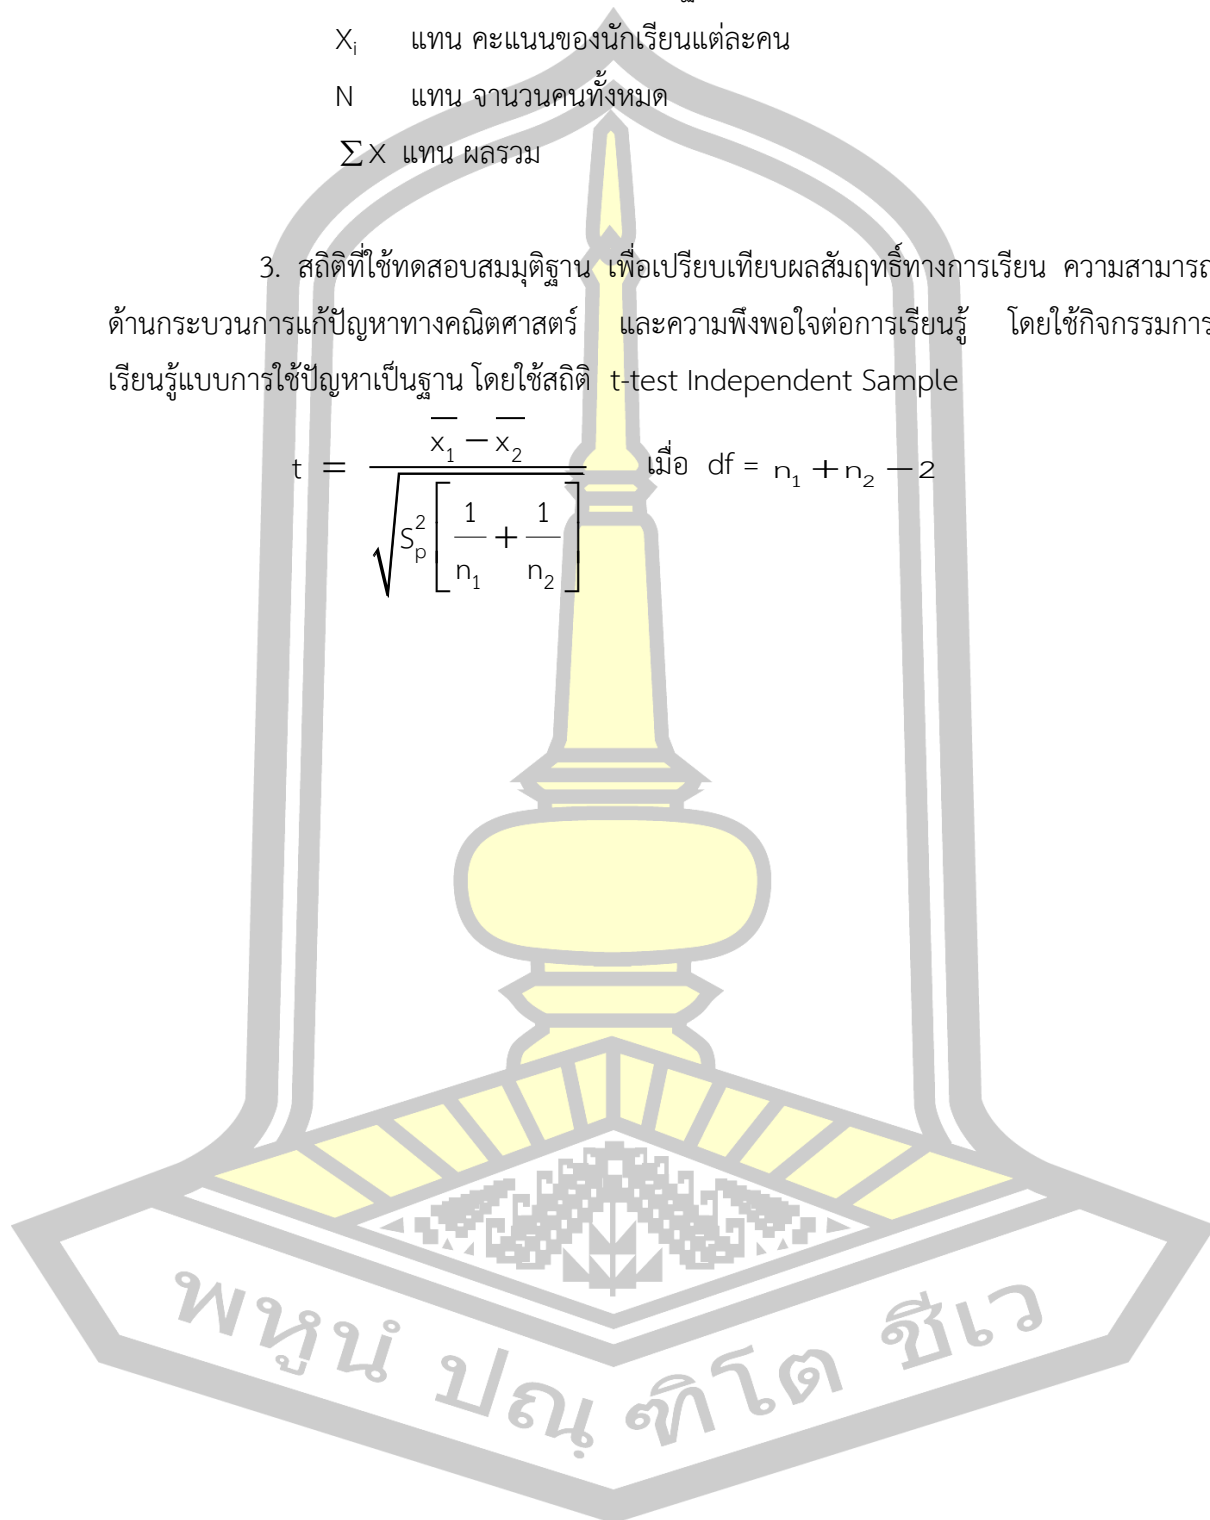 Xi แทน คะแนนของนักเรียนแต่ละคน
N แทน จานวนคนทั้งหมด
∑X แทน ผลรวม
3. สถิติที่ใช้ทดสอบสมมุติฐาน เพื่อเปรียบเทียบผลสัมฤทธิ์ทางการเรียน ความสามารถ
ด้านกระบวนการแก้ปัญหาทางคณิตศาสตร์ และความพึงพอใจต่อการเรียนรู้ โดยใช้กิจกรรมการ
เรียนรู้แบบการใช้ปัญหาเป็นฐาน โดยใช้สถิติ t-test Independent Sample
t = (x̄₁ − x̄₂) / √(S²p [1/n₁ + 1/n₂]) เมื่อ df = n₁ + n₂ − 2
พหูนํ ปณฺ ฑิโต ชีเว